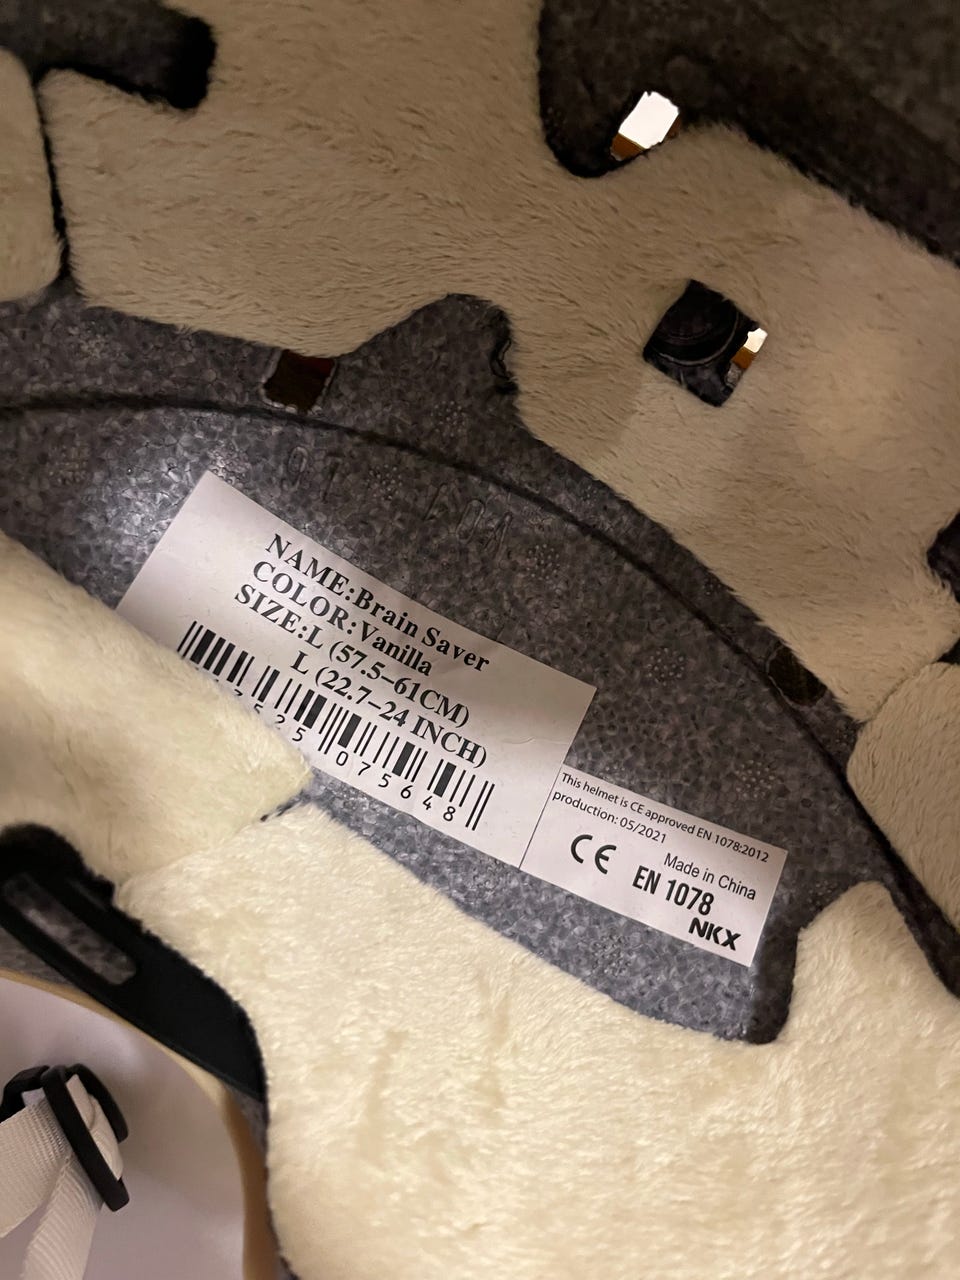 NAME:Brain Saver
COLOR:Vanilla
SIZE:L (57.5–61CM)
L (22.7–24 INCH)
075648
This helmet is CE approved EN 1078:2012
production: 05/2021
CE
Made in China
EN 1078
NKX